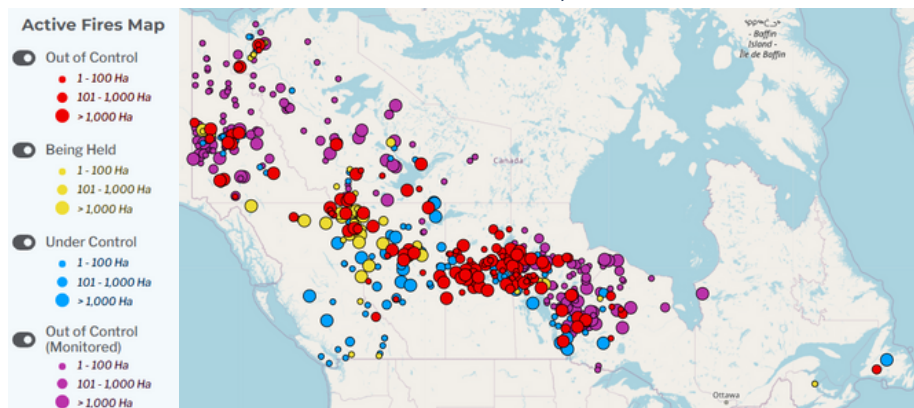 Active Fires Map
Out of Control
1 - 100 Ha
101 - 1,000 Ha
> 1,000 Ha
Being Held
1 - 100 Ha
101 - 1,000 Ha
> 1,000 Ha
Under Control
1 - 100 Ha
101 - 1,000 Ha
> 1,000 Ha
Out of Control
(Monitored)
1 - 100 Ha
101 - 1,000 Ha
> 1,000 Ha
- Baffin
Island -
Île de Baffin
Canada
Ottawa